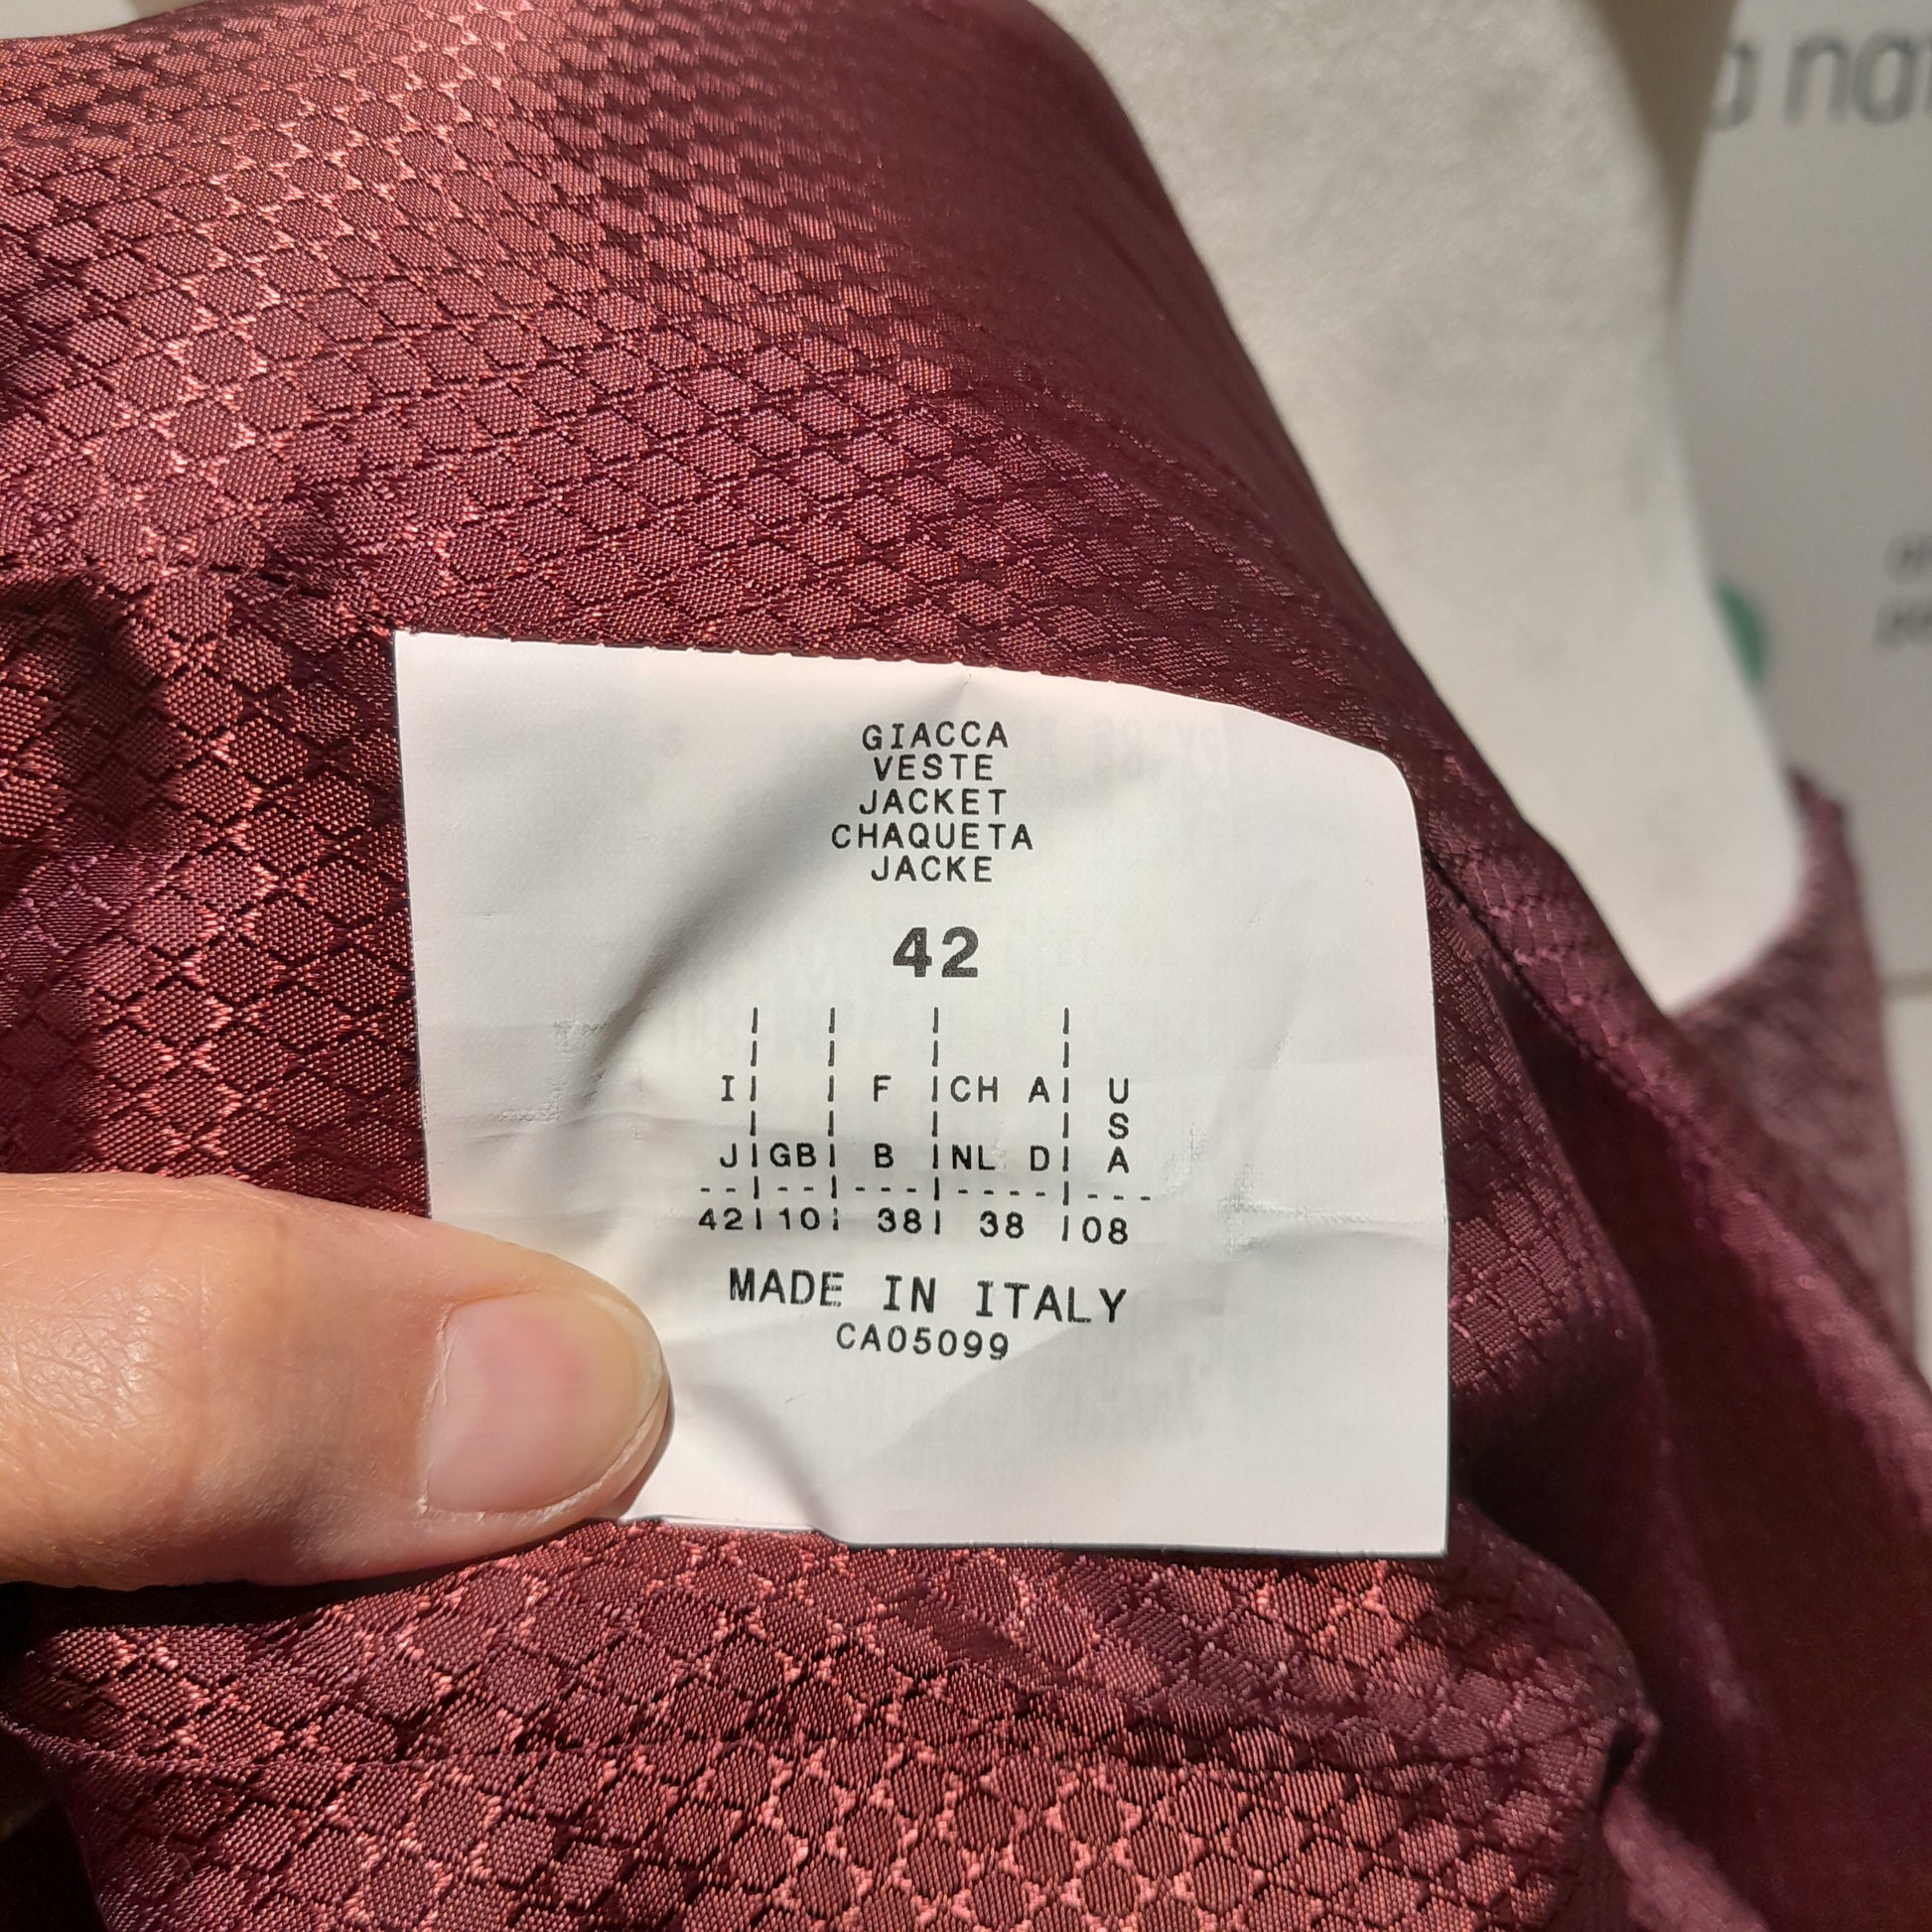 GIACCA
VESTE
JACKET
CHAQUETA
JACKE
42
I| | F |CH A| U
S
J|GB| B |NL D| A
--|--|---|----|---
42|10| 38| 38 |08
MADE IN ITALY
CA05099